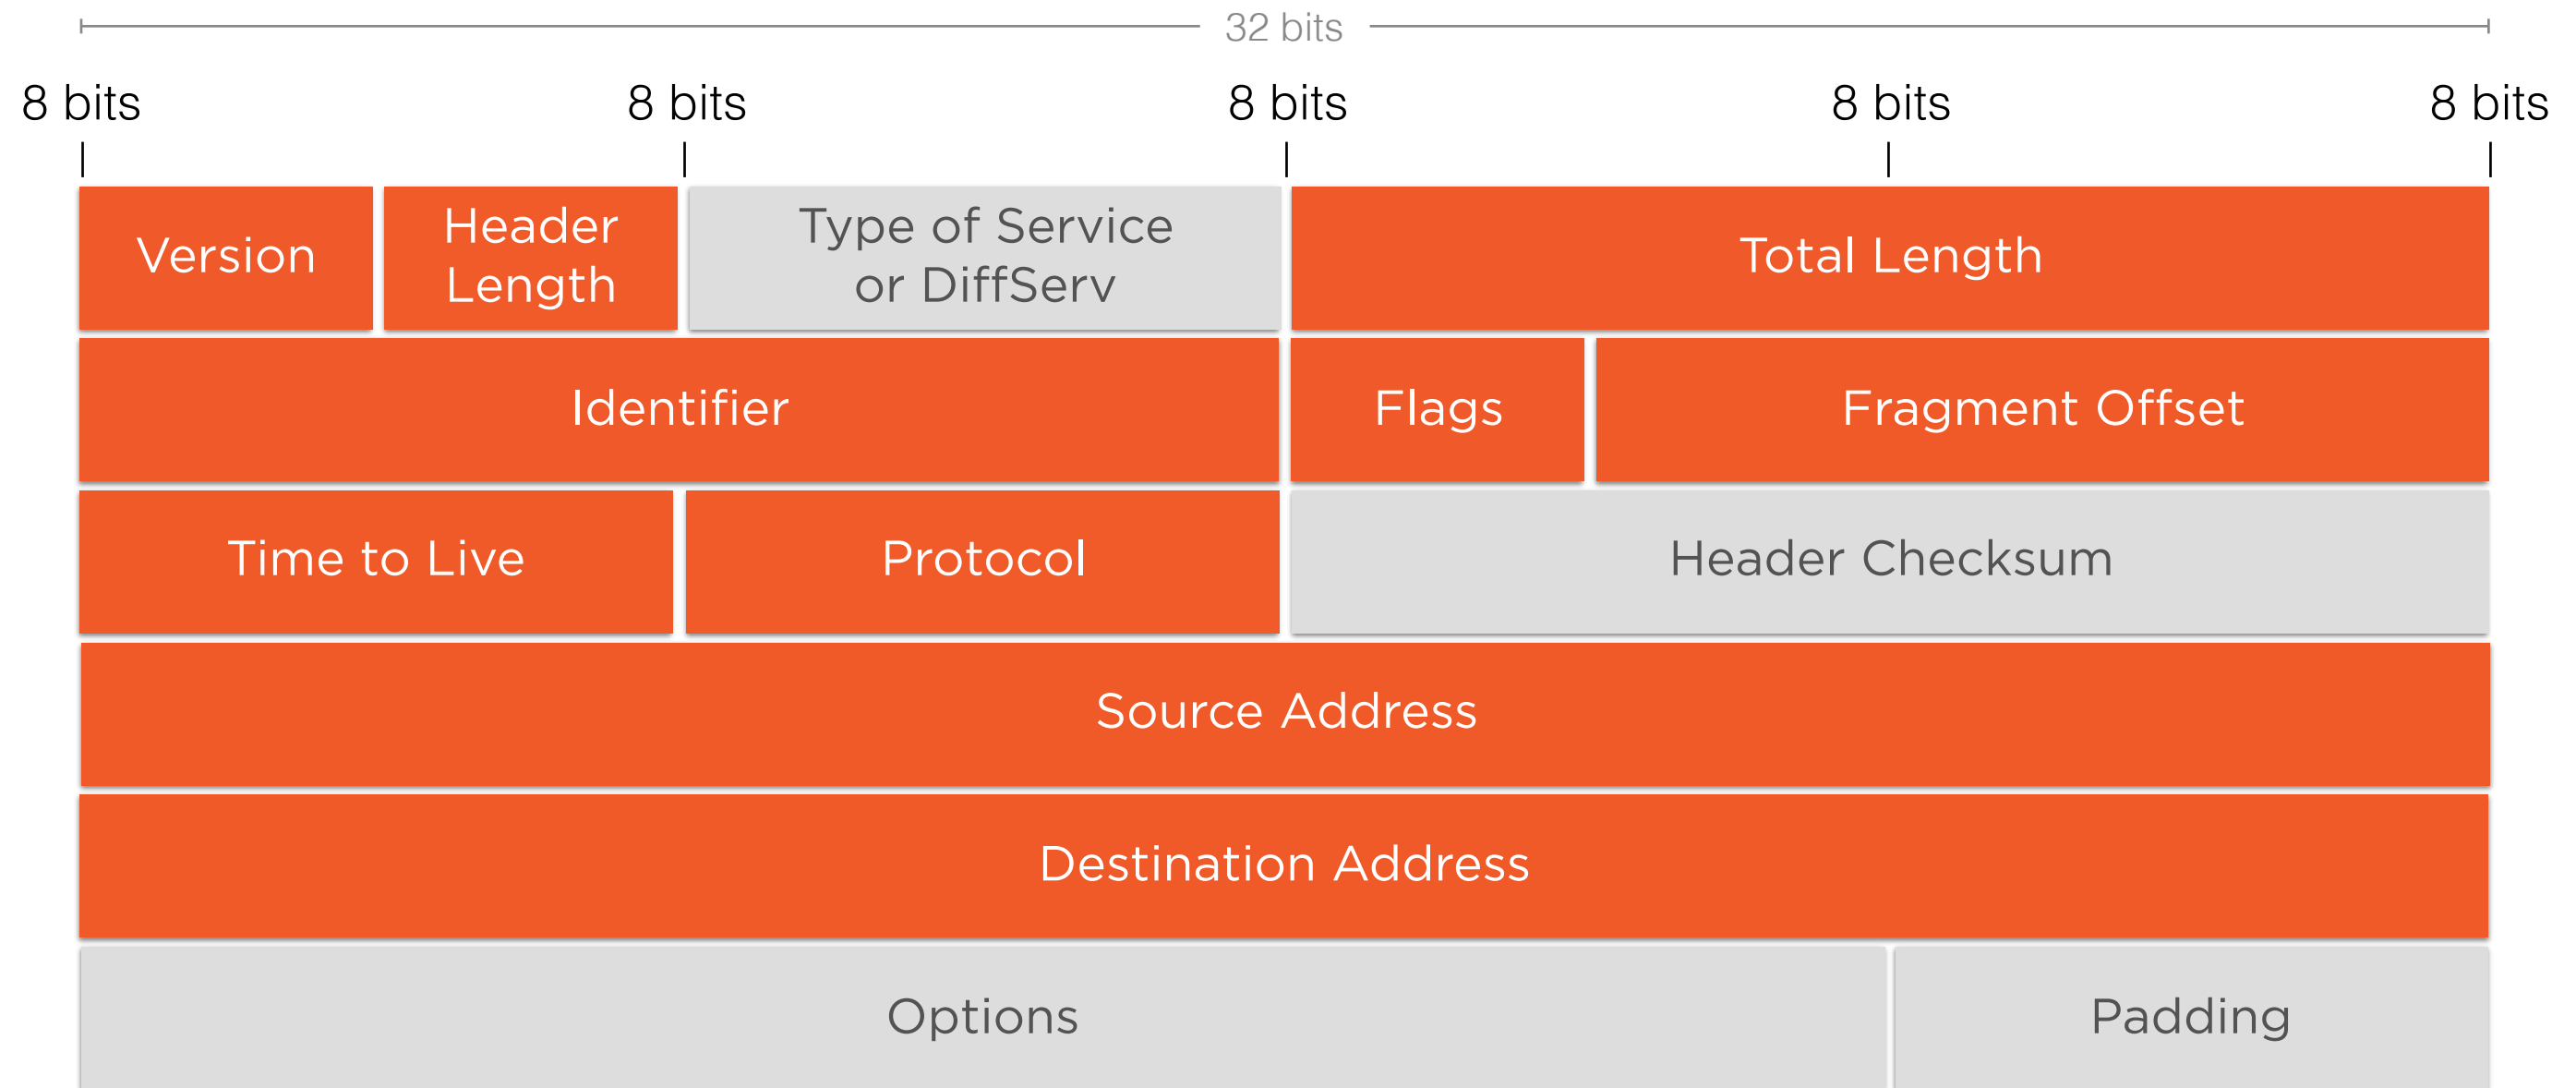 32 bits
8 bits 8 bits 8 bits 8 bits 8 bits
Version
Header
Length
Type of Service
or DiffServ
Total Length
Identifier
Flags
Fragment Offset
Time to Live
Protocol
Header Checksum
Source Address
Destination Address
Options
Padding